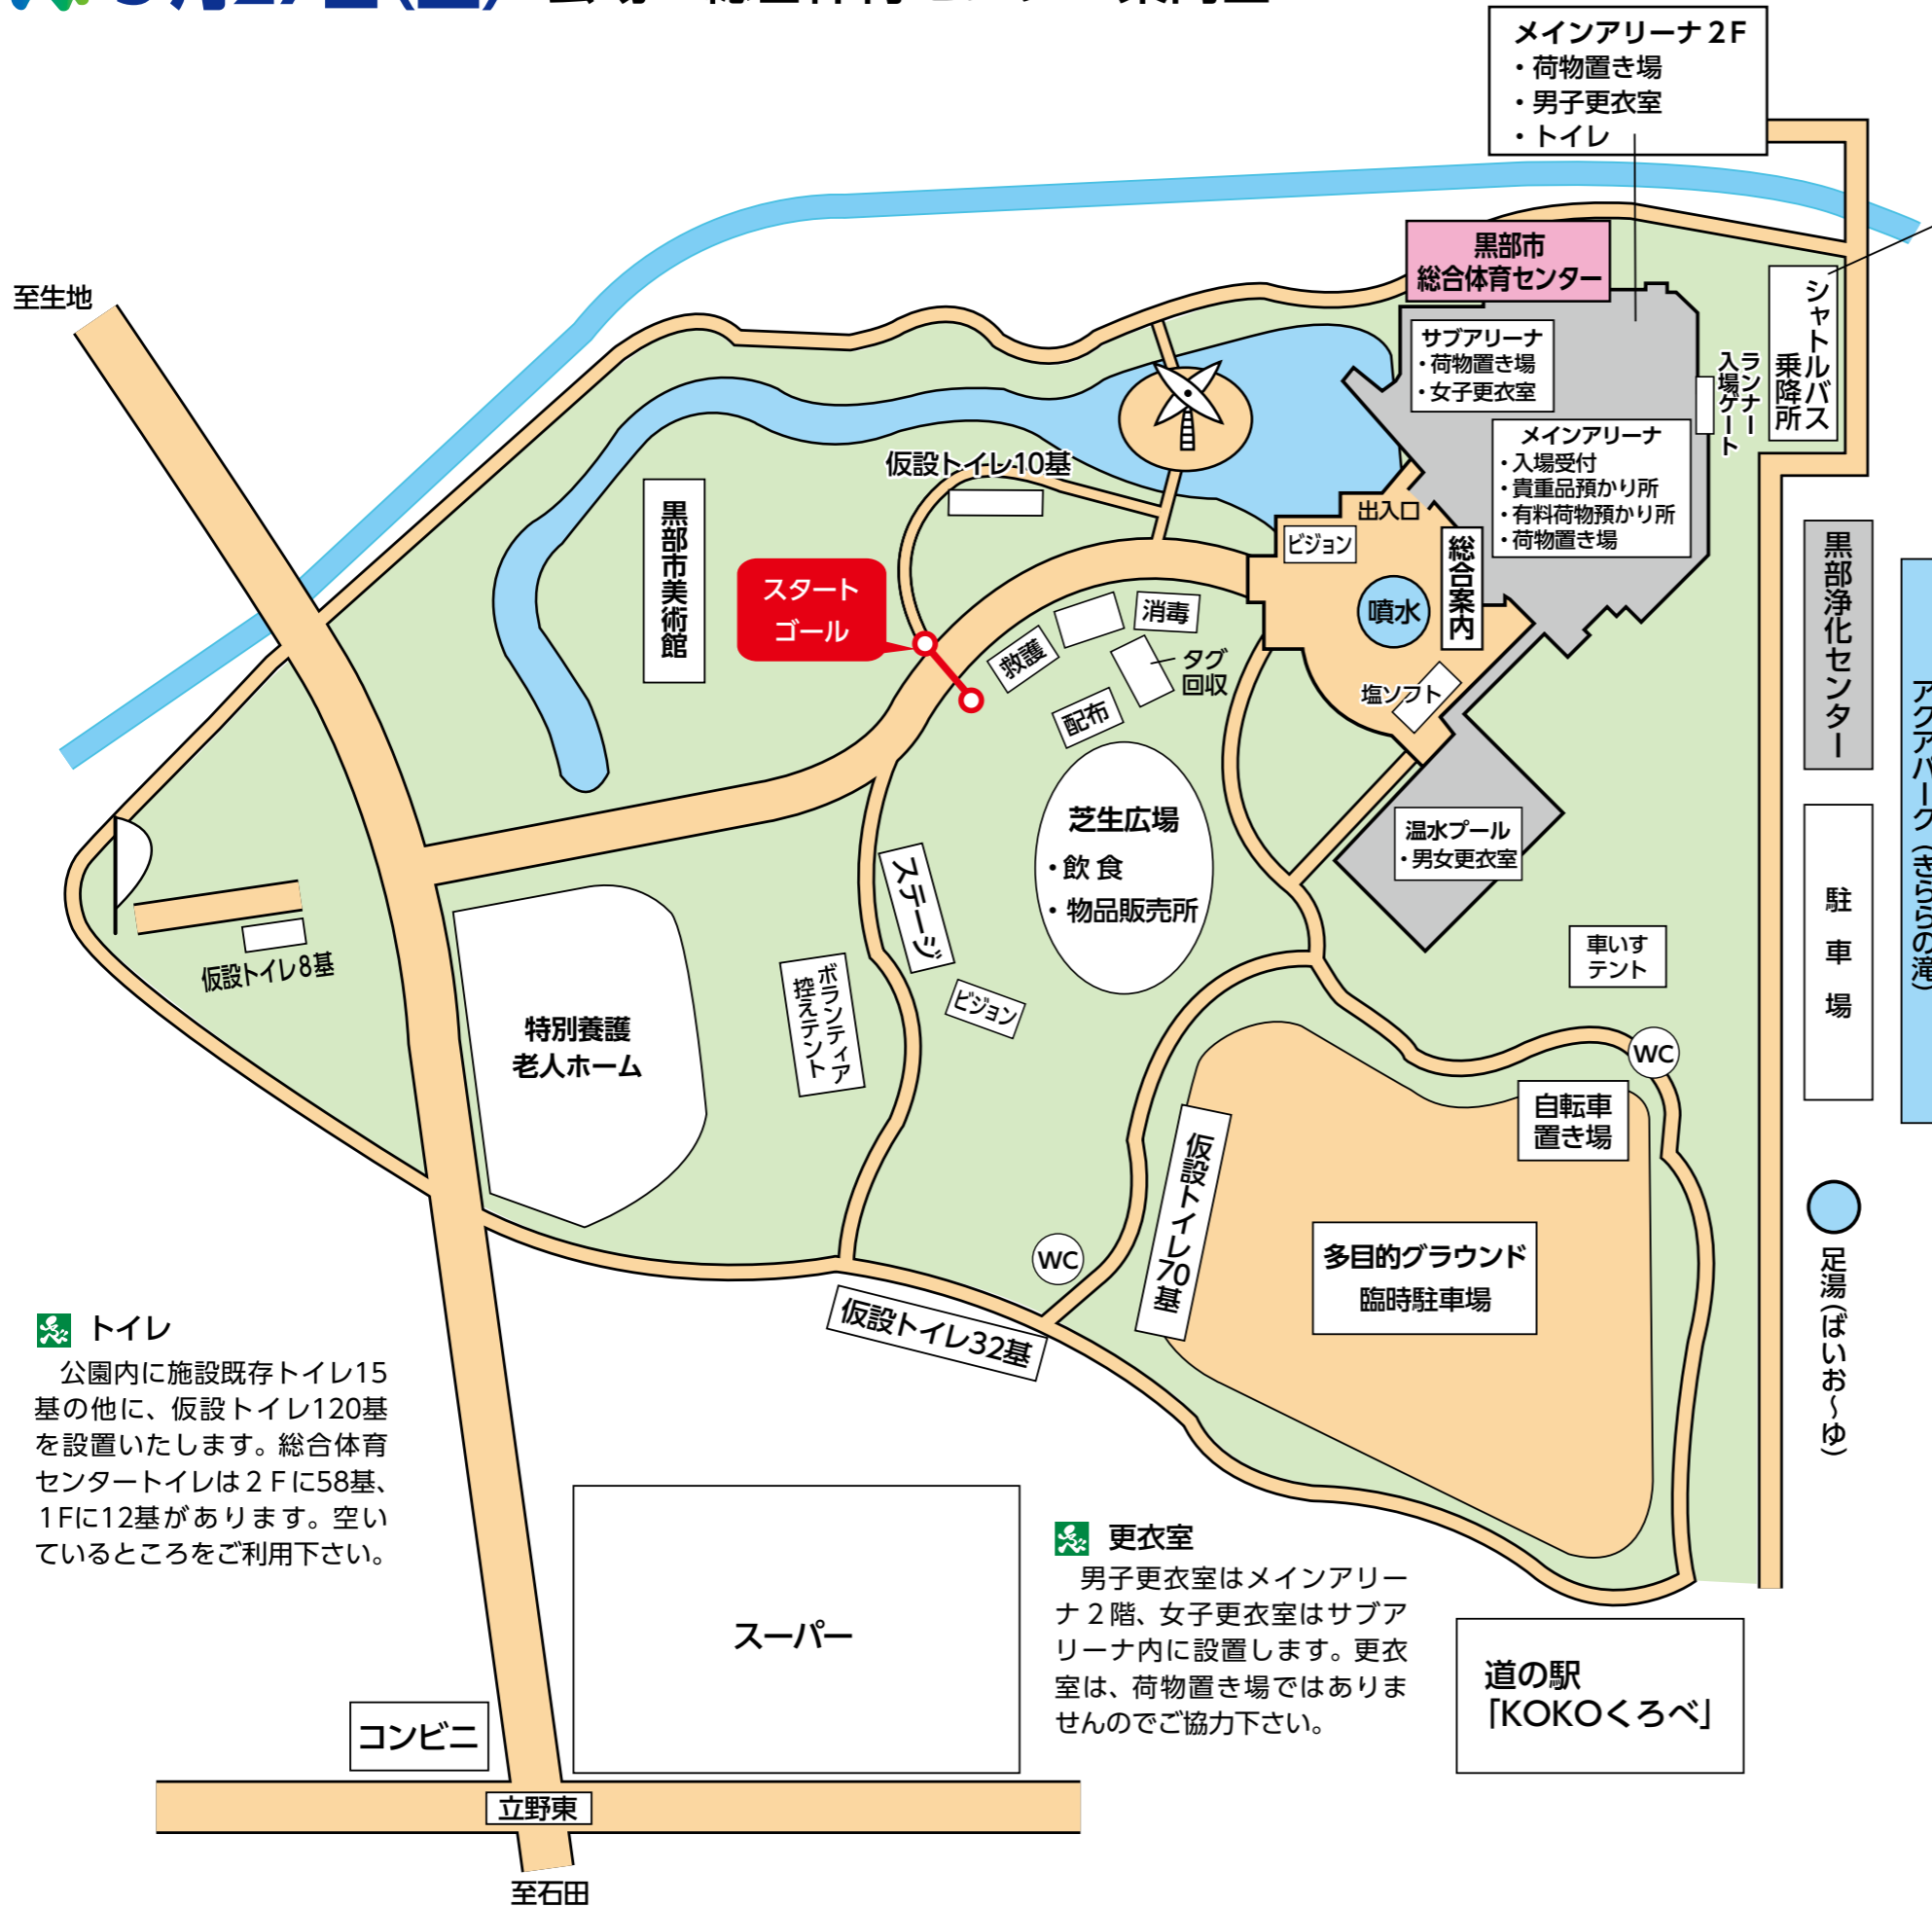 メインアリーナ２F
・荷物置き場
・男子更衣室
・トイレ
黒部市
総合体育センター
至生地
シャトルバス
乗降所
サブアリーナ
・荷物置き場
・女子更衣室
ランナー
入場ゲート
メインアリーナ
・入場受付
・貴重品預かり所
・有料荷物預かり所
・荷物置き場
仮設トイレ10基
黒部市美術館
出入口
ビジョン
総合案内
噴水
スタート
ゴール
消毒
救護
タグ
回収
配布
塩ソフト
黒部浄化センター
アクアパーク（きららの滝）
芝生広場
・飲 食
・物品販売所
温水プール
・男女更衣室
駐車場
ステージ
車いす
テント
仮設トイレ8基
ボランティア
控えテント
ビジョン
特別養護
老人ホーム
WC
自転車
置き場
仮設トイレ70基
WC
多目的グラウンド
臨時駐車場
足湯（ばいお～ゆ）
仮設トイレ32基
トイレ
公園内に施設既存トイレ15
基の他に、仮設トイレ120基
を設置いたします。総合体育
センタートイレは２Ｆに58基、
1Fに12基があります。空い
ているところをご利用下さい。
更衣室
男子更衣室はメインアリー
ナ２階、女子更衣室はサブア
リーナ内に設置します。更衣
室は、荷物置き場ではありま
せんのでご協力下さい。
スーパー
道の駅
「KOKOくろべ」
コンビニ
立野東
至石田